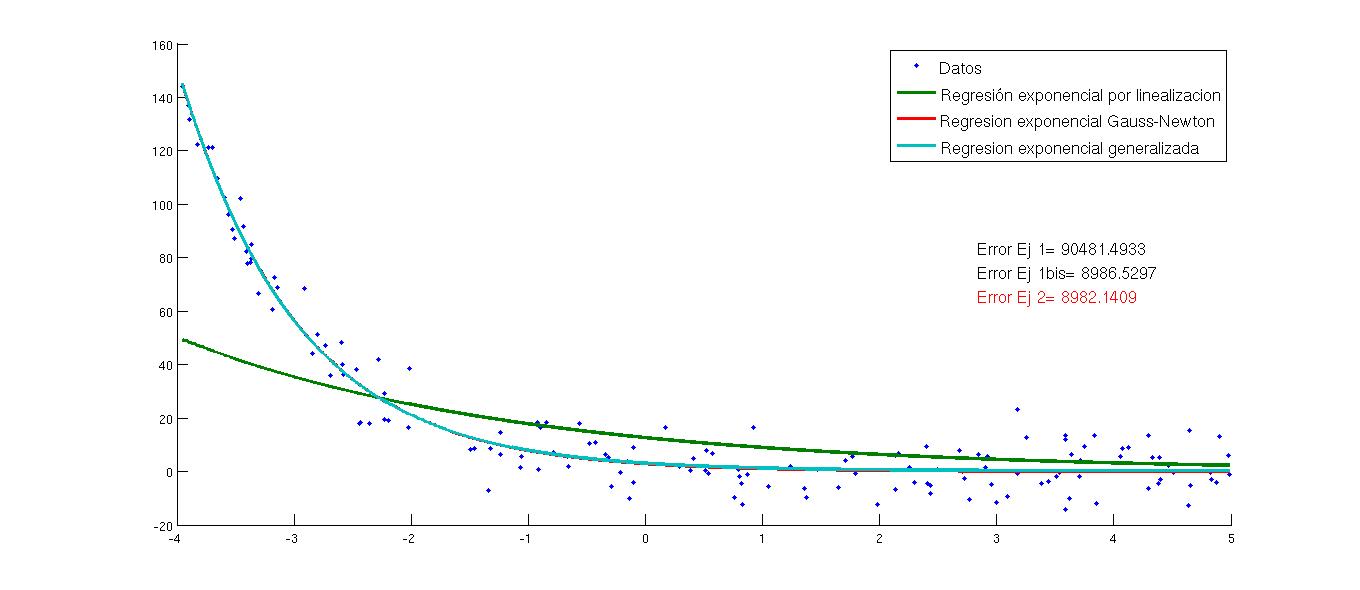 160
140
120
100
80
60
40
20
0
-20
-4
-3
-2
-1
0
1
2
3
4
5
Datos
Regresión exponencial por linealizacion
Regresion exponencial Gauss-Newton
Regresion exponencial generalizada
Error Ej 1= 90481.4933
Error Ej 1bis= 8986.5297
Error Ej 2= 8982.1409